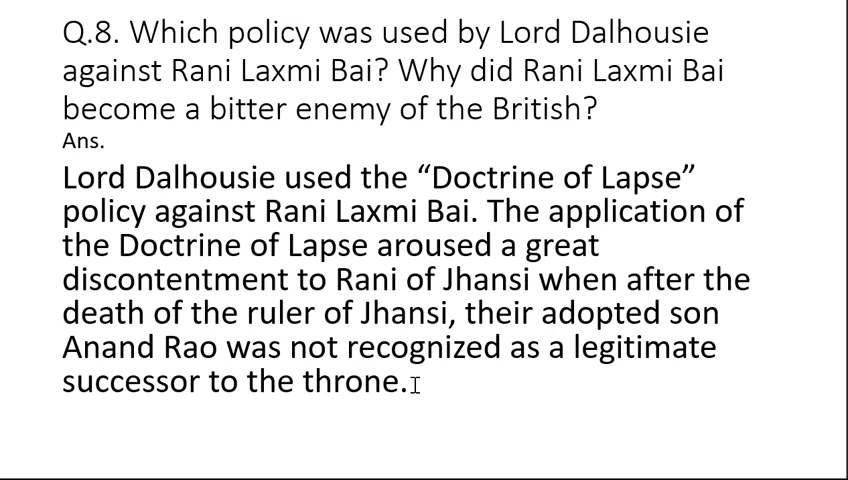 Q.8. Which policy was used by Lord Dalhousie
against Rani Laxmi Bai? Why did Rani Laxmi Bai
become a bitter enemy of the British?
Ans.
Lord Dalhousie used the “Doctrine of Lapse”
policy against Rani Laxmi Bai. The application of
the Doctrine of Lapse aroused a great
discontentment to Rani of Jhansi when after the
death of the ruler of Jhansi, their adopted son
Anand Rao was not recognized as a legitimate
successor to the throne.